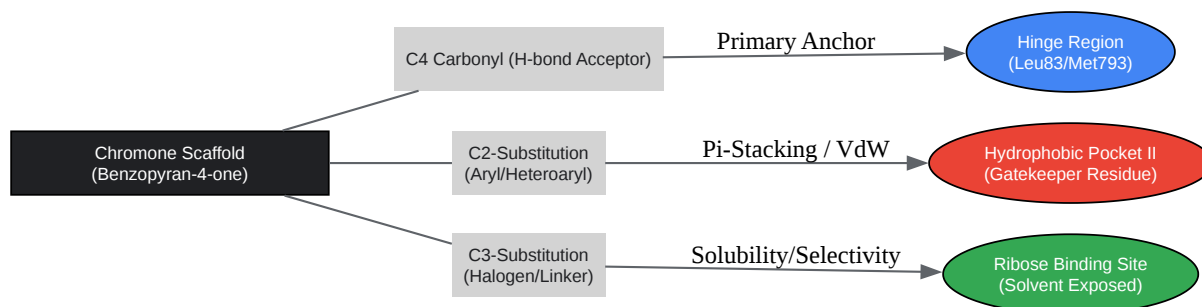 C4 Carbonyl (H-bond Acceptor)
Primary Anchor
Hinge Region
(Leu83/Met793)
Chromone Scaffold
(Benzopyran-4-one)
C2-Substitution
(Aryl/Heteroaryl)
Pi-Stacking / VdW
Hydrophobic Pocket II
(Gatekeeper Residue)
C3-Substitution
(Halogen/Linker)
Solubility/Selectivity
Ribose Binding Site
(Solvent Exposed)